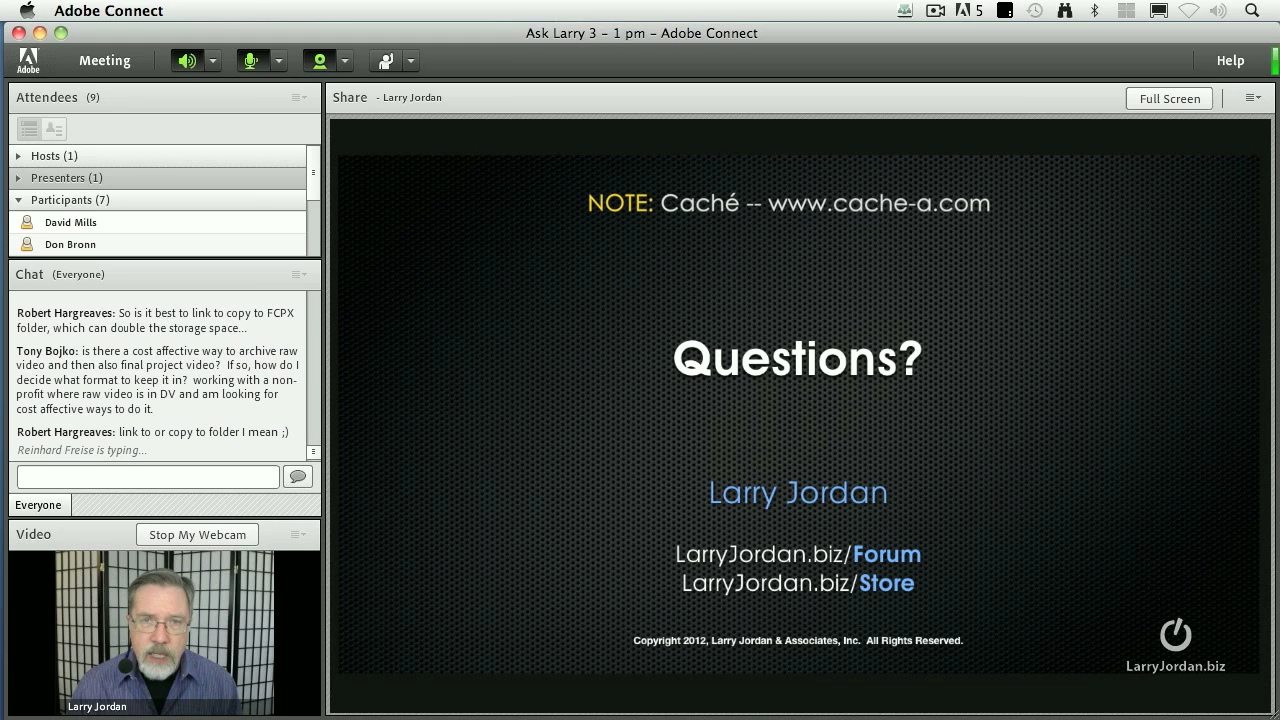 Adobe Connect
5
Ask Larry 3 – 1 pm – Adobe Connect
Adobe
Meeting
Help
Attendees (9)
Hosts (1)
Presenters (1)
Participants (7)
David Mills
Don Bronn
Chat (Everyone)
Robert Hargreaves: So is it best to link to copy to FCPX
folder, which can double the storage space...
Tony Bojko: is there a cost affective way to archive raw
video and then also final project video? If so, how do I
decide what format to keep it in? working with a non-
profit where raw video is in DV and am looking for
cost affective ways to do it.
Robert Hargreaves: link to or copy to folder I mean ;)
Reinhard Freise is typing...
Everyone
Video
Stop My Webcam
Larry Jordan
Share - Larry Jordan
Full Screen
NOTE: Caché -- www.cache-a.com
Questions?
Larry Jordan
LarryJordan.biz/Forum
LarryJordan.biz/Store
Copyright 2012, Larry Jordan & Associates, Inc. All Rights Reserved.
LarryJordan.biz